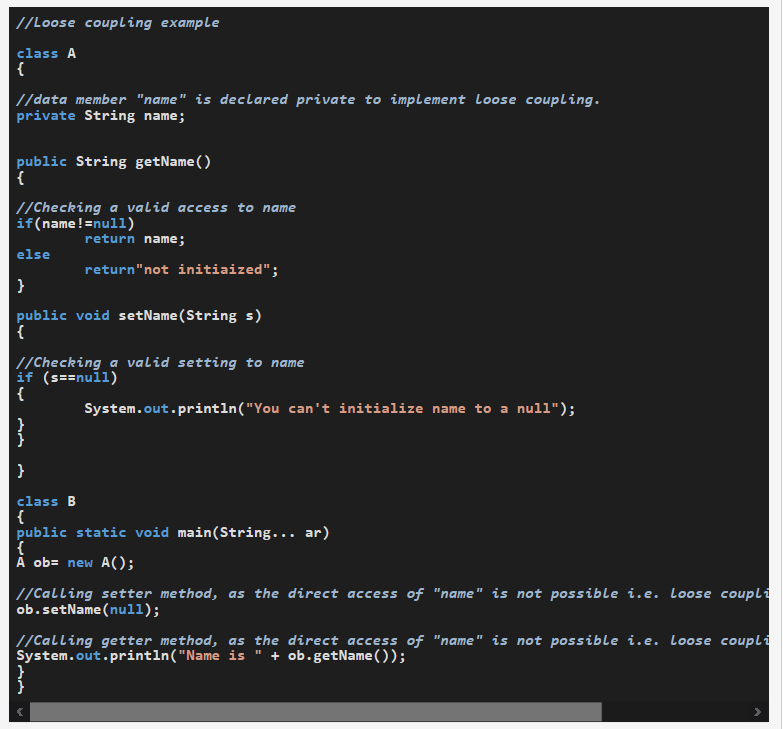 //Loose coupling example
class A
{
//data member "name" is declared private to implement loose coupling.
private String name;
public String getName()
{
//Checking a valid access to name
if(name!=null)
return name;
else
return"not initiaized";
}
public void setName(String s)
{
//Checking a valid setting to name
if (s==null)
{
System.out.println("You can't initialize name to a null");
}
}
}
class B
{
public static void main(String... ar)
{
A ob= new A();
//Calling setter method, as the direct access of "name" is not possible i.e. loose coupli
ob.setName(null);
//Calling getter method, as the direct access of "name" is not possible i.e. loose coupli
System.out.println("Name is " + ob.getName());
}
}